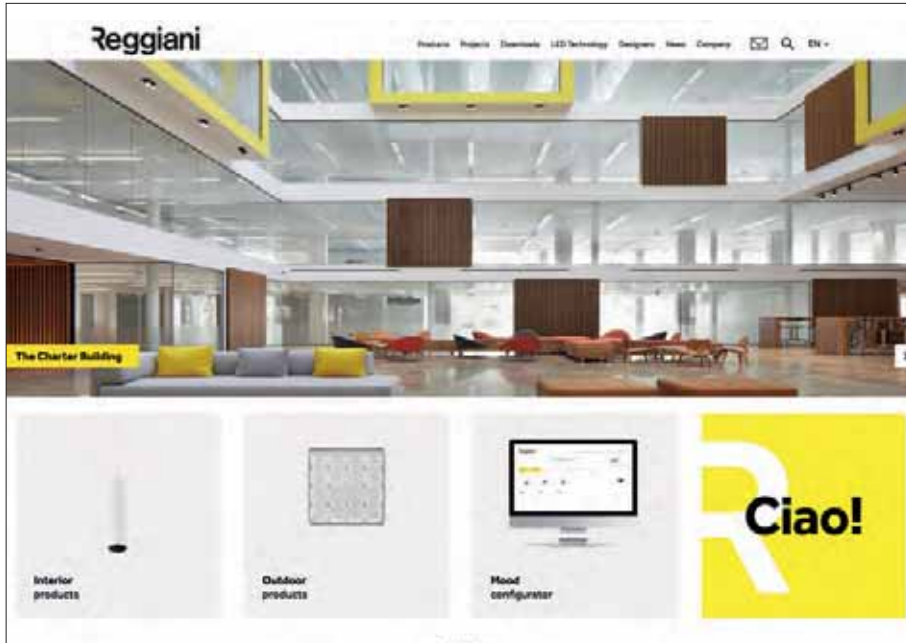 Reggiani
Products Projects Downloads LED Technology Designers News Company EN
The Charter Building
Interior
products
Outdoor
products
Mood
configurator
R
Ciao!